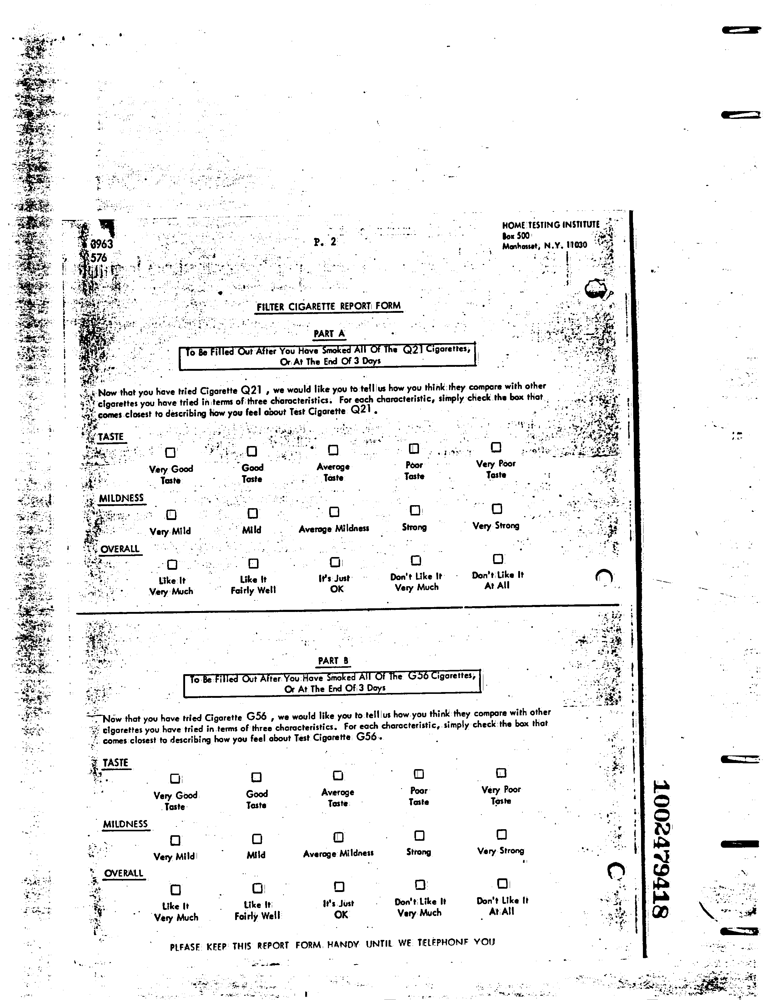 HOME TESTING INSTITUTE
Box 500
Manhasset, N.Y. 11030
0963
576
P. 2
FILTER CIGARETTE REPORT FORM
PART A
To Be Filled Out After You Have Smoked All Of The Q21 Cigarettes,
Or At The End Of 3 Days
Now that you have tried Cigarette Q21 , we would like you to tell us how you think they compare with other
cigarettes you have tried in terms of three characteristics. For each characteristic, simply check the box that
comes closest to describing how you feel about Test Cigarette Q21 .
TASTE
Very Good Good Average Poor Very Poor
Taste Taste Taste Taste Taste
MILDNESS
Very Mild Mild Average Mildness Strong Very Strong
OVERALL
Like It Like It It's Just Don't Like It Don't Like It
Very Much Fairly Well OK Very Much At All
PART B
To Be Filled Out After You Have Smoked All Of The G56 Cigarettes,
Or At The End Of 3 Days
Now that you have tried Cigarette G56 , we would like you to tell us how you think they compare with other
cigarettes you have tried in terms of three characteristics. For each characteristic, simply check the box that
comes closest to describing how you feel about Test Cigarette G56 .
TASTE
Very Good Good Average Poor Very Poor
Taste Taste Taste Taste Taste
MILDNESS
Very Mild Mild Average Mildness Strong Very Strong
OVERALL
Like It Like It It's Just Don't Like It Don't Like It
Very Much Fairly Well OK Very Much At All
PLEASE KEEP THIS REPORT FORM HANDY UNTIL WE TELEPHONE YOU
1002479418